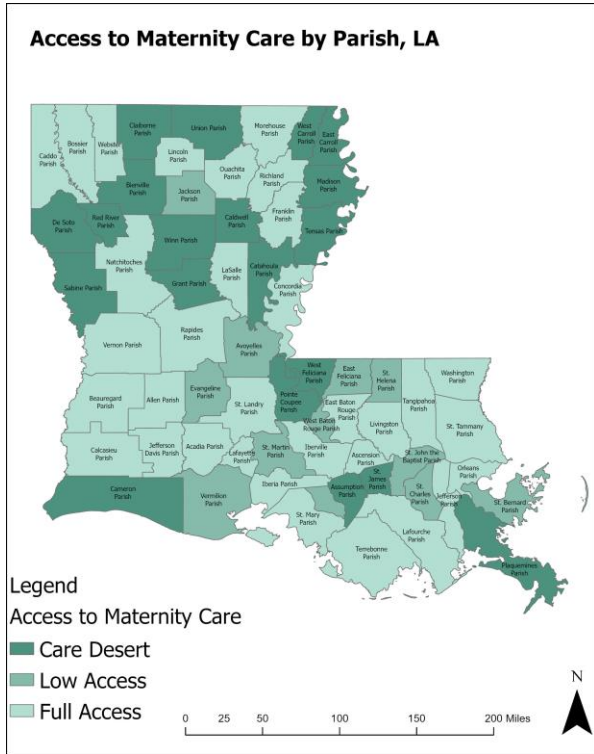 Access to Maternity Care by Parish, LA
Claiborne
Parish
Union Parish
Morehouse
Parish
West
Carroll
Parish
East
Carroll
Parish
Caddo
Parish
Bossier
Parish
Webster
Parish
Lincoln
Parish
Ouachita
Parish
Richland
Parish
Madison
Parish
Bienville
Parish
Jackson
Parish
Franklin
Parish
De Soto
Parish
Red River
Parish
Caldwell
Parish
Tensas Parish
Winn Parish
Natchitoches
Parish
LaSalle
Parish
Catahoula
Parish
Sabine Parish
Grant Parish
Concordia
Parish
Rapides
Parish
Vernon Parish
Avoyelles
Parish
West
Feliciana
Parish
East
Feliciana
Parish
St.
Helena
Parish
Washington
Parish
Beauregard
Parish
Allen Parish
Evangeline
Parish
St. Landry
Parish
Pointe
Coupee
Parish
East Baton
Rouge
Parish
West Baton
Rouge Parish
Tangipahoa
Parish
Livingston
Parish
St. Tammany
Parish
Calcasieu
Parish
Jefferson
Davis Parish
Acadia Parish
Lafayette
Parish
St. Martin
Parish
Iberville
Parish
Ascension
Parish
St. John the
Baptist Parish
Orleans
Parish
Cameron
Parish
Vermilion
Parish
Iberia Parish
Assumption
Parish
St.
James
Parish
St.
Charles
Parish
Jefferson
Parish
St. Bernard
Parish
St. Mary
Parish
Lafourche
Parish
Terrebonne
Parish
Plaquemines
Parish
Legend
Access to Maternity Care
Care Desert
Low Access
Full Access
N
0 25 50 100 150 200 Miles